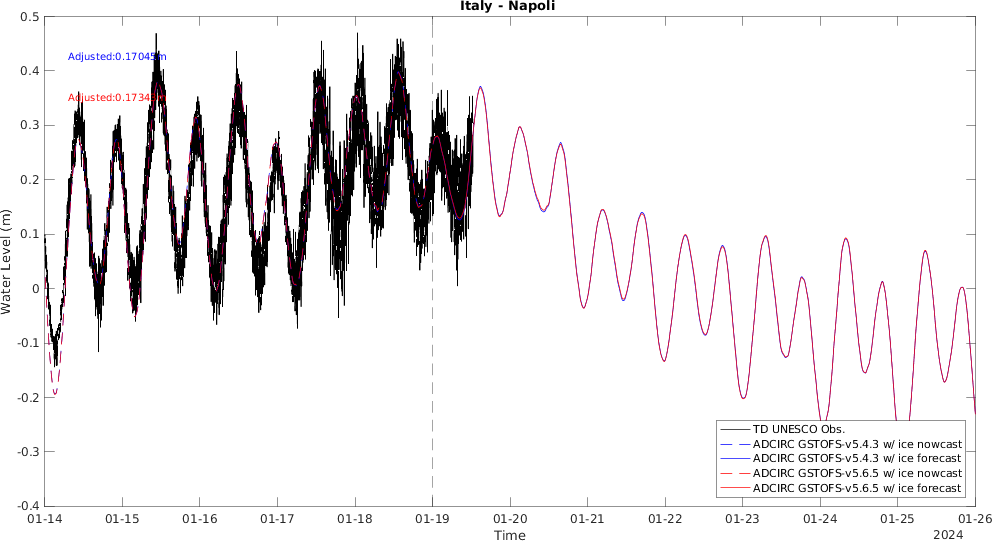 Italy - Napoli
Adjusted:0.17045m
Adjusted:0.1734
Water Level (m)
0.5
0.4
0.3
0.2
0.1
0
-0.1
-0.2
-0.3
-0.4
TD UNESCO Obs.
ADCIRC GSTOFS-v5.4.3 w/ ice nowcast
ADCIRC GSTOFS-v5.4.3 w/ ice forecast
ADCIRC GSTOFS-v5.6.5 w/ ice nowcast
ADCIRC GSTOFS-v5.6.5 w/ ice forecast
01-14 01-15 01-16 01-17 01-18 01-19 01-20 01-21 01-22 01-23 01-24 01-25 01-26
Time
2024